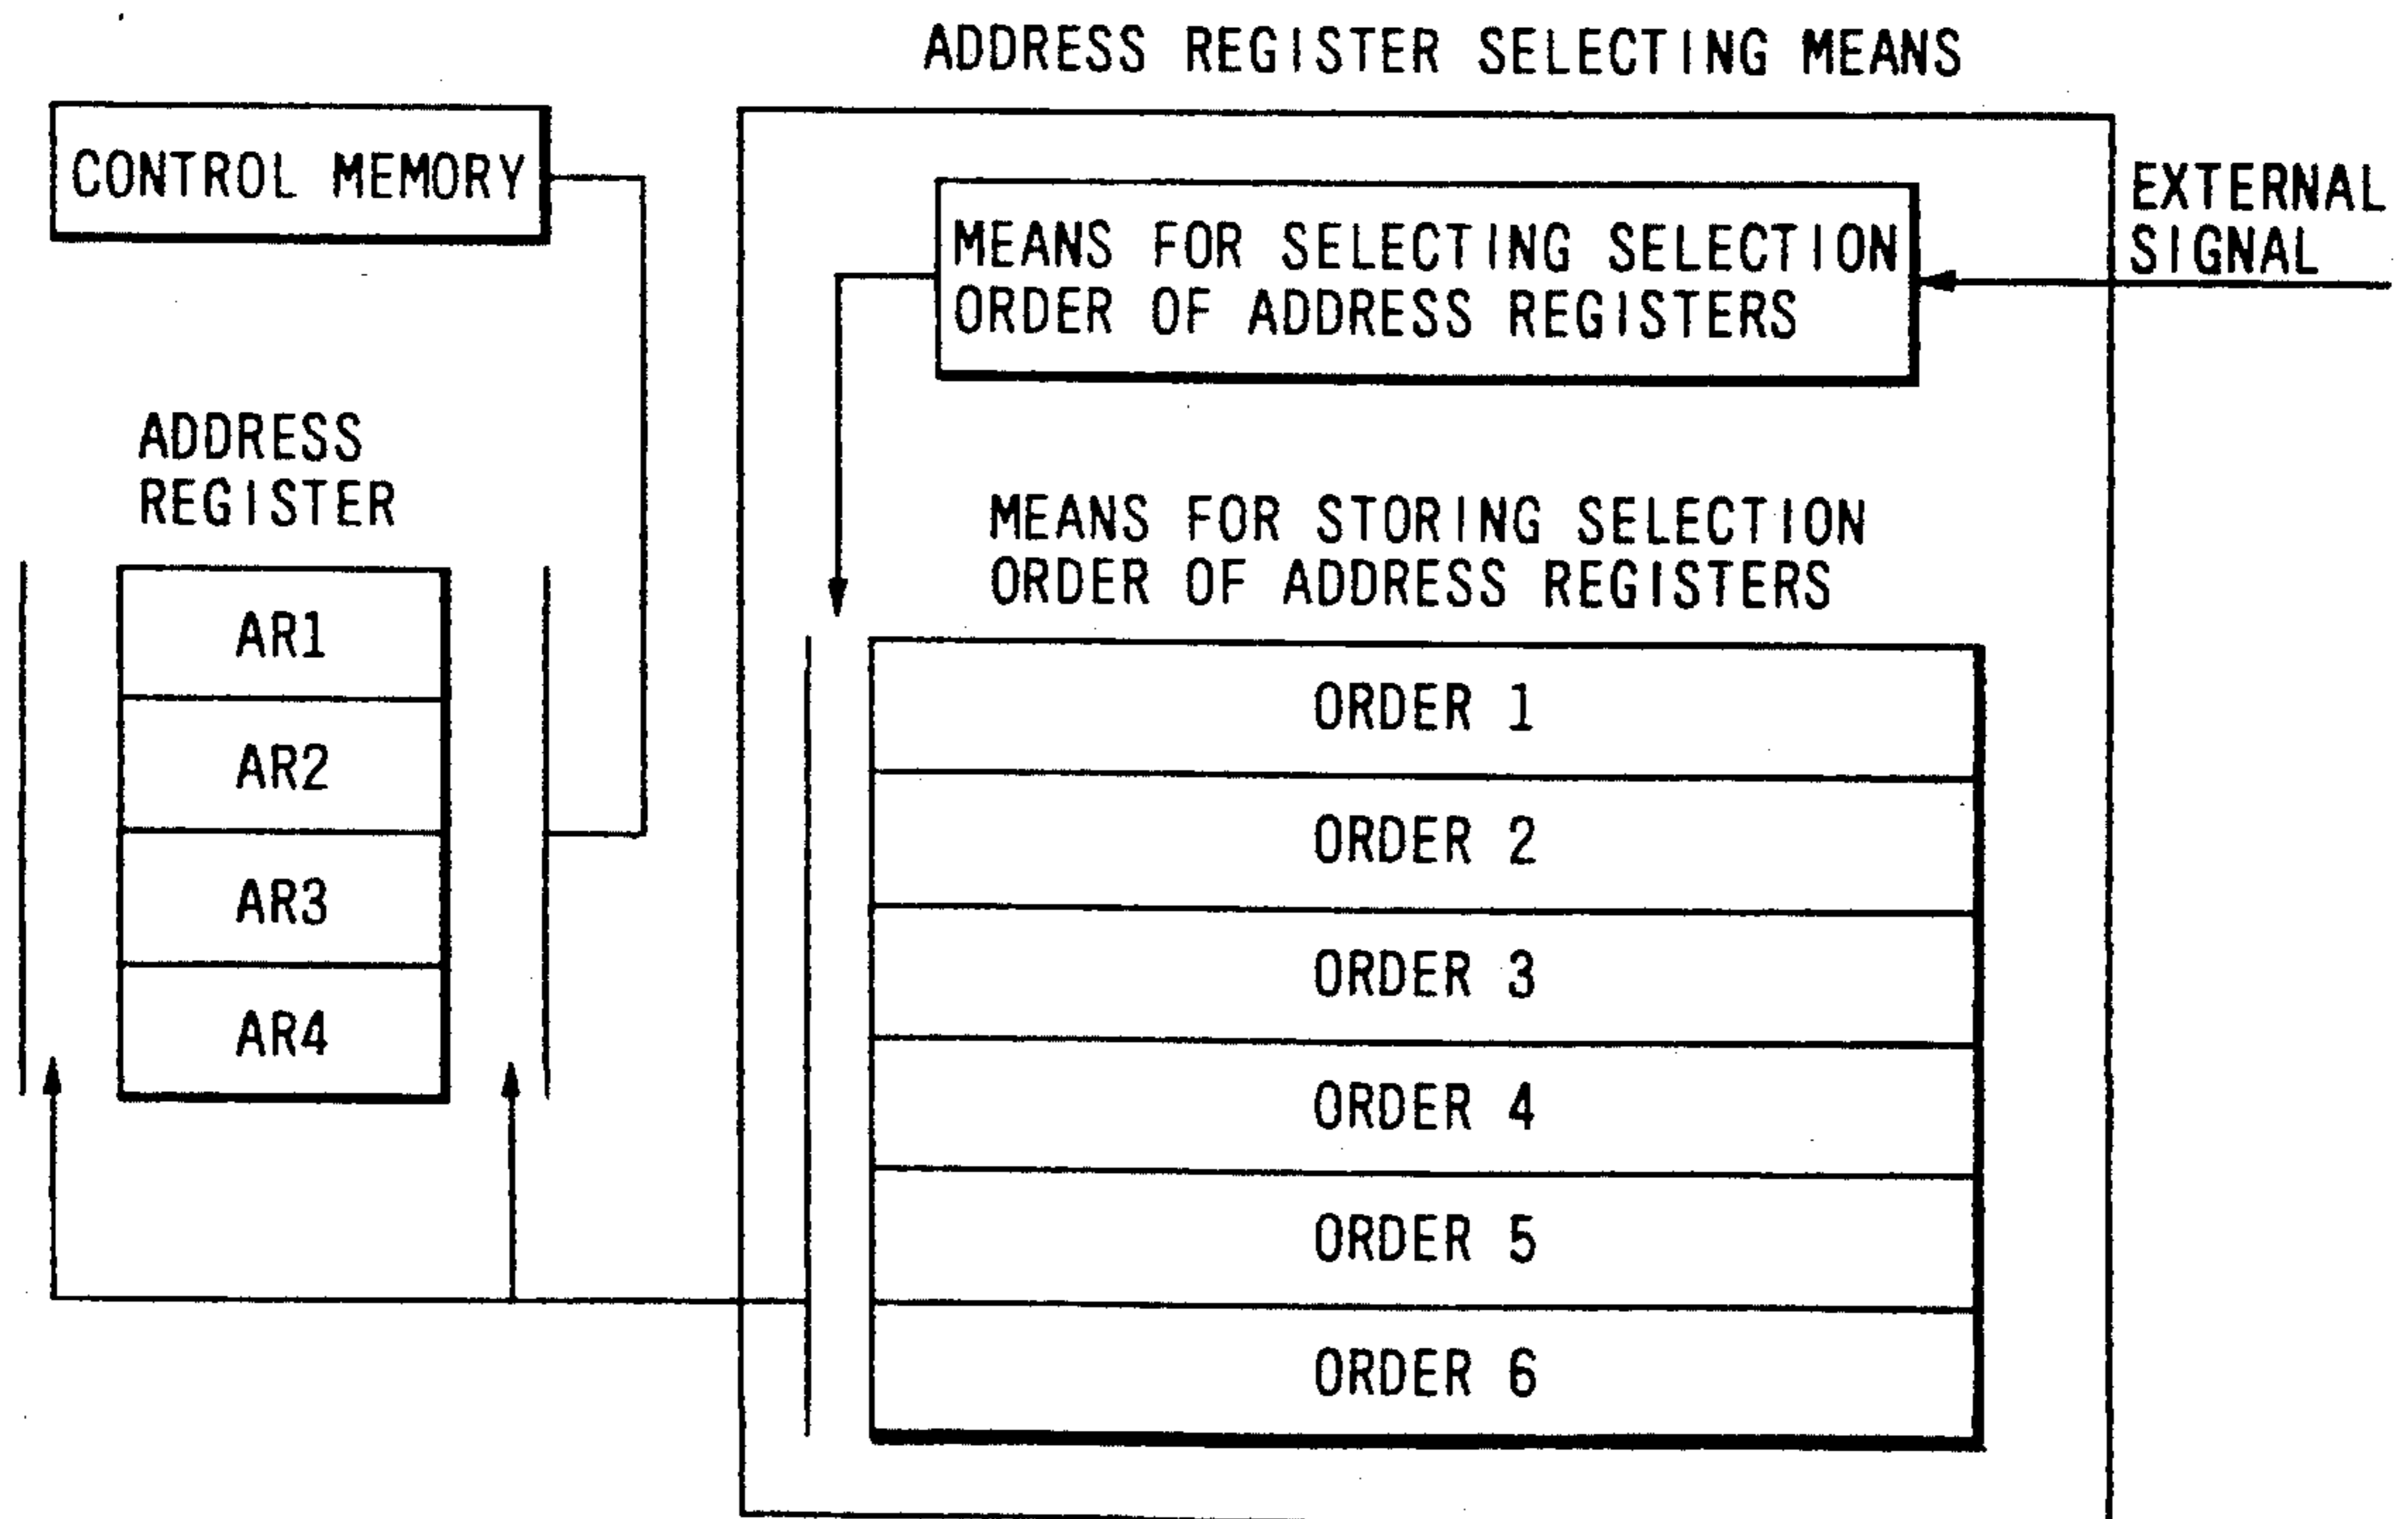 ADDRESS REGISTER SELECTING MEANS
CONTROL MEMORY
EXTERNAL
SIGNAL
MEANS FOR SELECTING SELECTION
ORDER OF ADDRESS REGISTERS
ADDRESS
REGISTER
AR1
AR2
AR3
AR4
MEANS FOR STORING SELECTION
ORDER OF ADDRESS REGISTERS
ORDER 1
ORDER 2
ORDER 3
ORDER 4
ORDER 5
ORDER 6